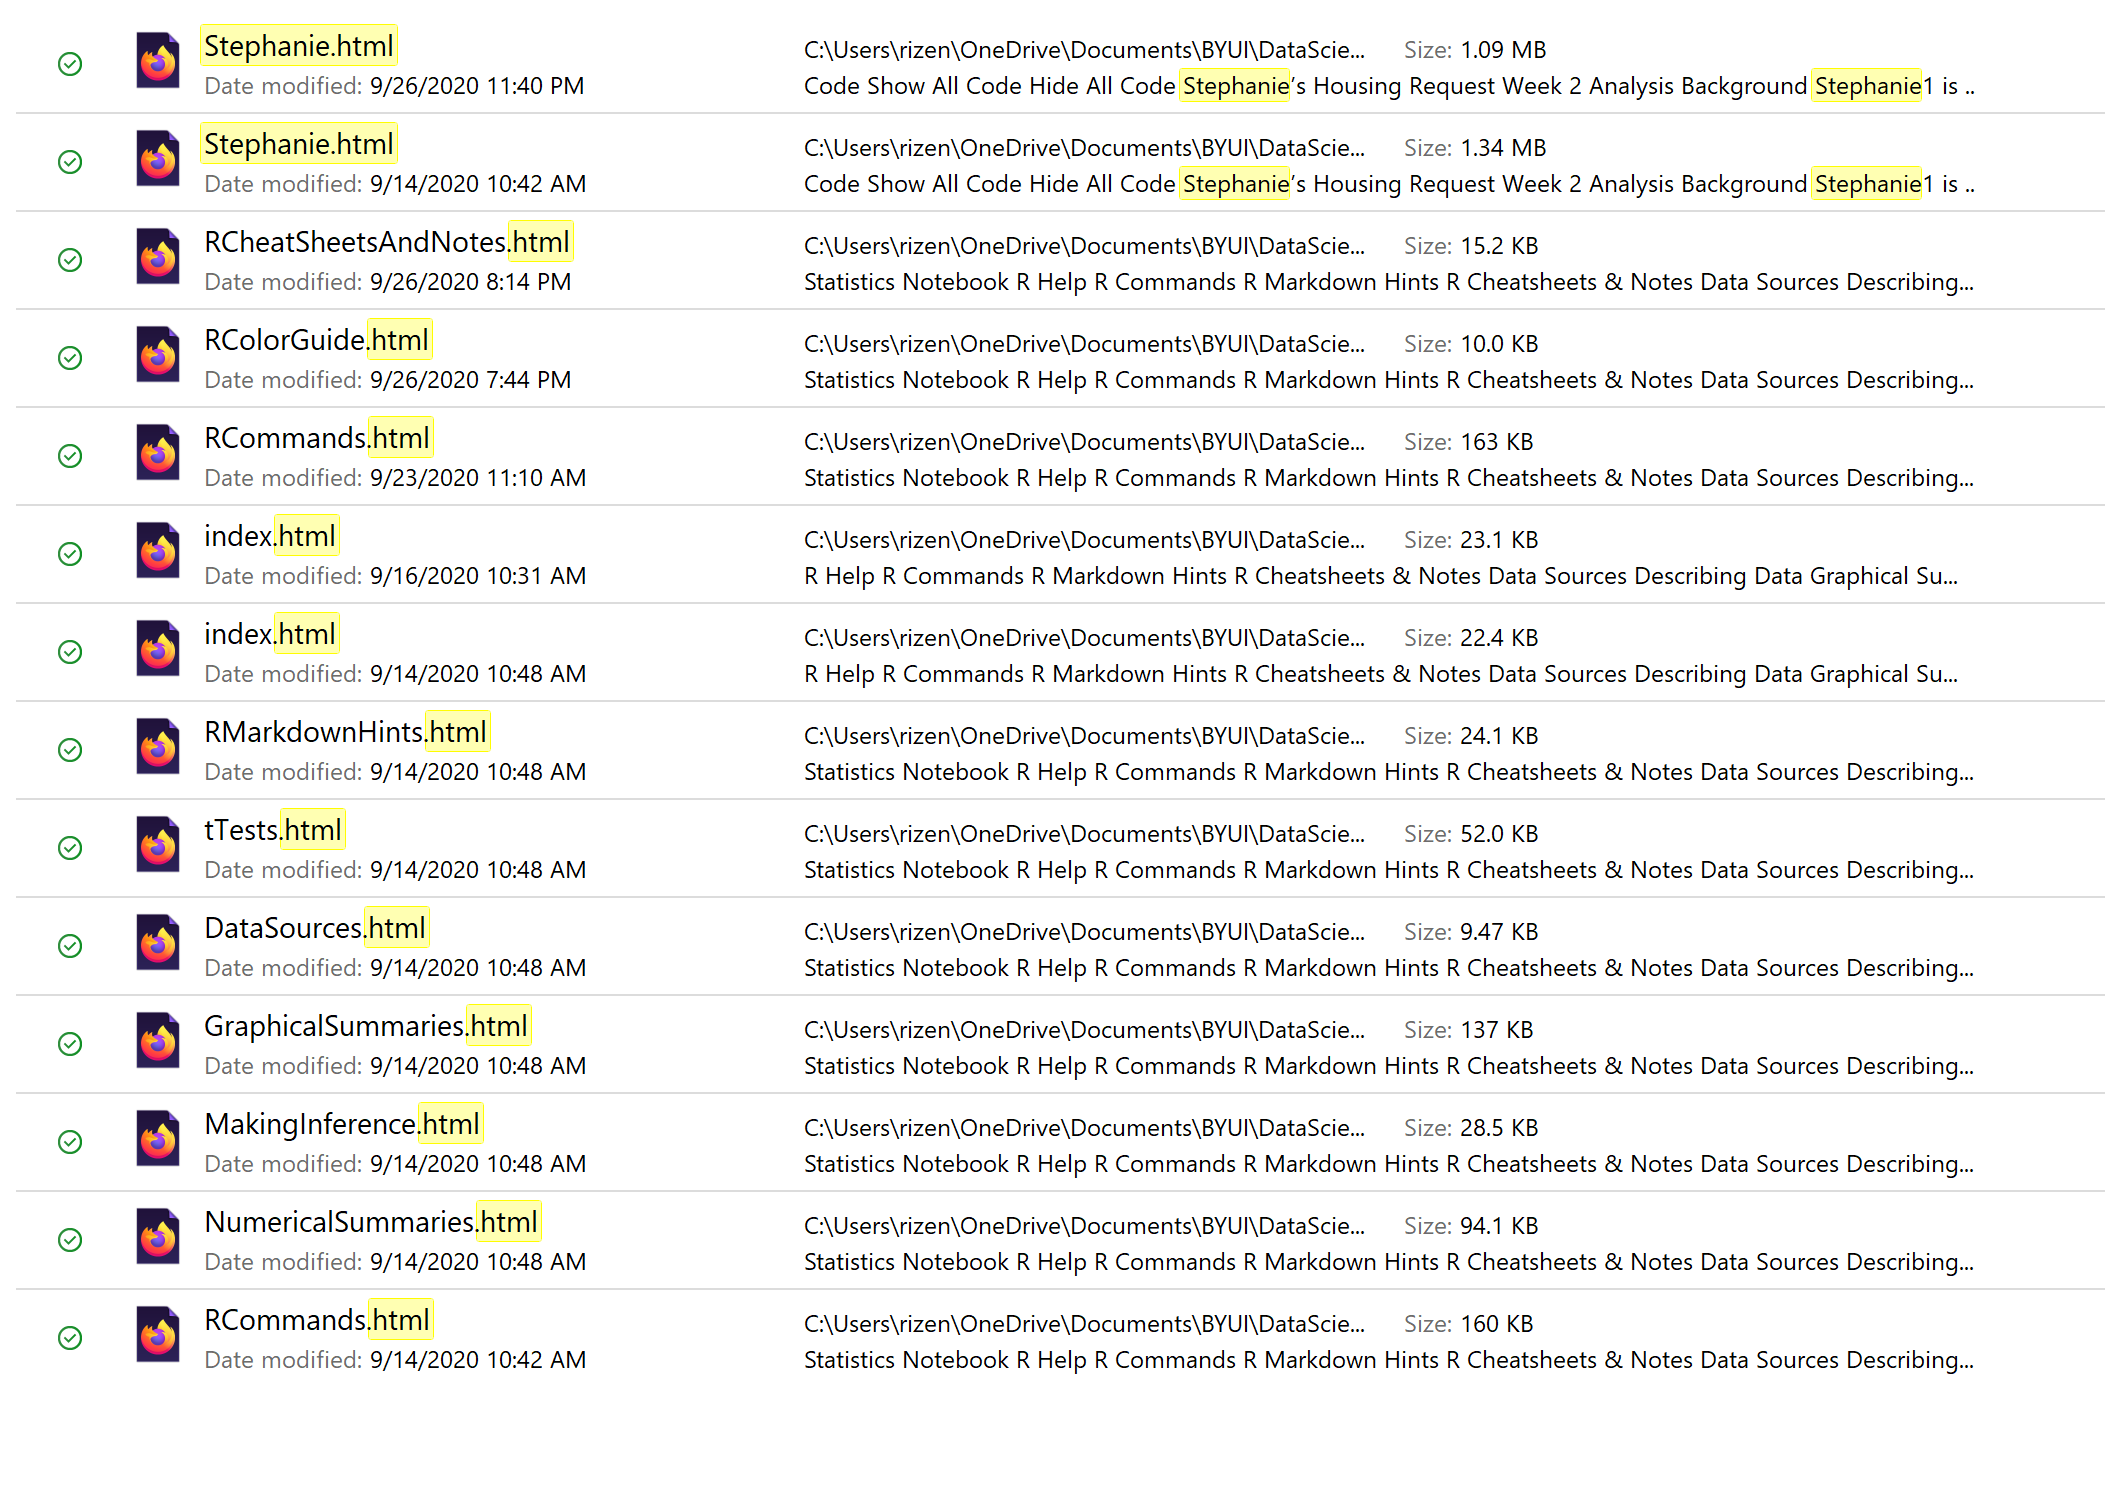 Stephanie.html C:\Users\rizen\OneDrive\Documents\BYUI\DataScie... Size: 1.09 MB
Date modified: 9/26/2020 11:40 PM Code Show All Code Hide All Code Stephanie's Housing Request Week 2 Analysis Background Stephanie1 is ..
Stephanie.html C:\Users\rizen\OneDrive\Documents\BYUI\DataScie... Size: 1.34 MB
Date modified: 9/14/2020 10:42 AM Code Show All Code Hide All Code Stephanie's Housing Request Week 2 Analysis Background Stephanie1 is ..
RCheatSheetsAndNotes.html C:\Users\rizen\OneDrive\Documents\BYUI\DataScie... Size: 15.2 KB
Date modified: 9/26/2020 8:14 PM Statistics Notebook R Help R Commands R Markdown Hints R Cheatsheets & Notes Data Sources Describing...
RColorGuide.html C:\Users\rizen\OneDrive\Documents\BYUI\DataScie... Size: 10.0 KB
Date modified: 9/26/2020 7:44 PM Statistics Notebook R Help R Commands R Markdown Hints R Cheatsheets & Notes Data Sources Describing...
RCommands.html C:\Users\rizen\OneDrive\Documents\BYUI\DataScie... Size: 163 KB
Date modified: 9/23/2020 11:10 AM Statistics Notebook R Help R Commands R Markdown Hints R Cheatsheets & Notes Data Sources Describing...
index.html C:\Users\rizen\OneDrive\Documents\BYUI\DataScie... Size: 23.1 KB
Date modified: 9/16/2020 10:31 AM R Help R Commands R Markdown Hints R Cheatsheets & Notes Data Sources Describing Data Graphical Su...
index.html C:\Users\rizen\OneDrive\Documents\BYUI\DataScie... Size: 22.4 KB
Date modified: 9/14/2020 10:48 AM R Help R Commands R Markdown Hints R Cheatsheets & Notes Data Sources Describing Data Graphical Su...
RMarkdownHints.html C:\Users\rizen\OneDrive\Documents\BYUI\DataScie... Size: 24.1 KB
Date modified: 9/14/2020 10:48 AM Statistics Notebook R Help R Commands R Markdown Hints R Cheatsheets & Notes Data Sources Describing...
tTests.html C:\Users\rizen\OneDrive\Documents\BYUI\DataScie... Size: 52.0 KB
Date modified: 9/14/2020 10:48 AM Statistics Notebook R Help R Commands R Markdown Hints R Cheatsheets & Notes Data Sources Describing...
DataSources.html C:\Users\rizen\OneDrive\Documents\BYUI\DataScie... Size: 9.47 KB
Date modified: 9/14/2020 10:48 AM Statistics Notebook R Help R Commands R Markdown Hints R Cheatsheets & Notes Data Sources Describing...
GraphicalSummaries.html C:\Users\rizen\OneDrive\Documents\BYUI\DataScie... Size: 137 KB
Date modified: 9/14/2020 10:48 AM Statistics Notebook R Help R Commands R Markdown Hints R Cheatsheets & Notes Data Sources Describing...
MakingInference.html C:\Users\rizen\OneDrive\Documents\BYUI\DataScie... Size: 28.5 KB
Date modified: 9/14/2020 10:48 AM Statistics Notebook R Help R Commands R Markdown Hints R Cheatsheets & Notes Data Sources Describing...
NumericalSummaries.html C:\Users\rizen\OneDrive\Documents\BYUI\DataScie... Size: 94.1 KB
Date modified: 9/14/2020 10:48 AM Statistics Notebook R Help R Commands R Markdown Hints R Cheatsheets & Notes Data Sources Describing...
RCommands.html C:\Users\rizen\OneDrive\Documents\BYUI\DataScie... Size: 160 KB
Date modified: 9/14/2020 10:42 AM Statistics Notebook R Help R Commands R Markdown Hints R Cheatsheets & Notes Data Sources Describing...